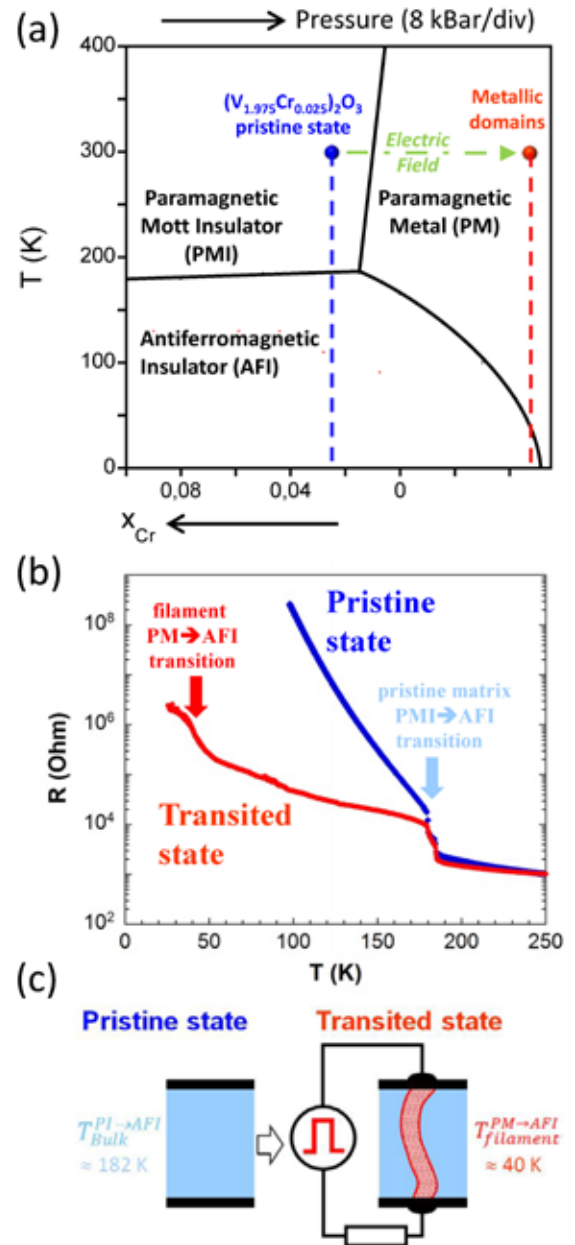 (a)
Pressure (8 kBar/div)
400
300
200
100
0
T (K)
(V1.975Cr0.025)2O3
pristine state
Metallic
domains
Electric
Field
Paramagnetic
Mott Insulator
(PMI)
Paramagnetic
Metal (PM)
Antiferromagnetic
Insulator (AFI)
0,08
0,04
0
xCr
(b)
10^8
10^6
10^4
10^2
R (Ohm)
filament
PM➔AFI
transition
Pristine
state
pristine matrix
PMI➔AFI
transition
Transited
state
0
50
100
150
200
250
T (K)
(c)
Pristine state
Transited state
T_Bulk^PI→AFI
≈ 182 K
T_filament^PM→AFI
≈ 40 K